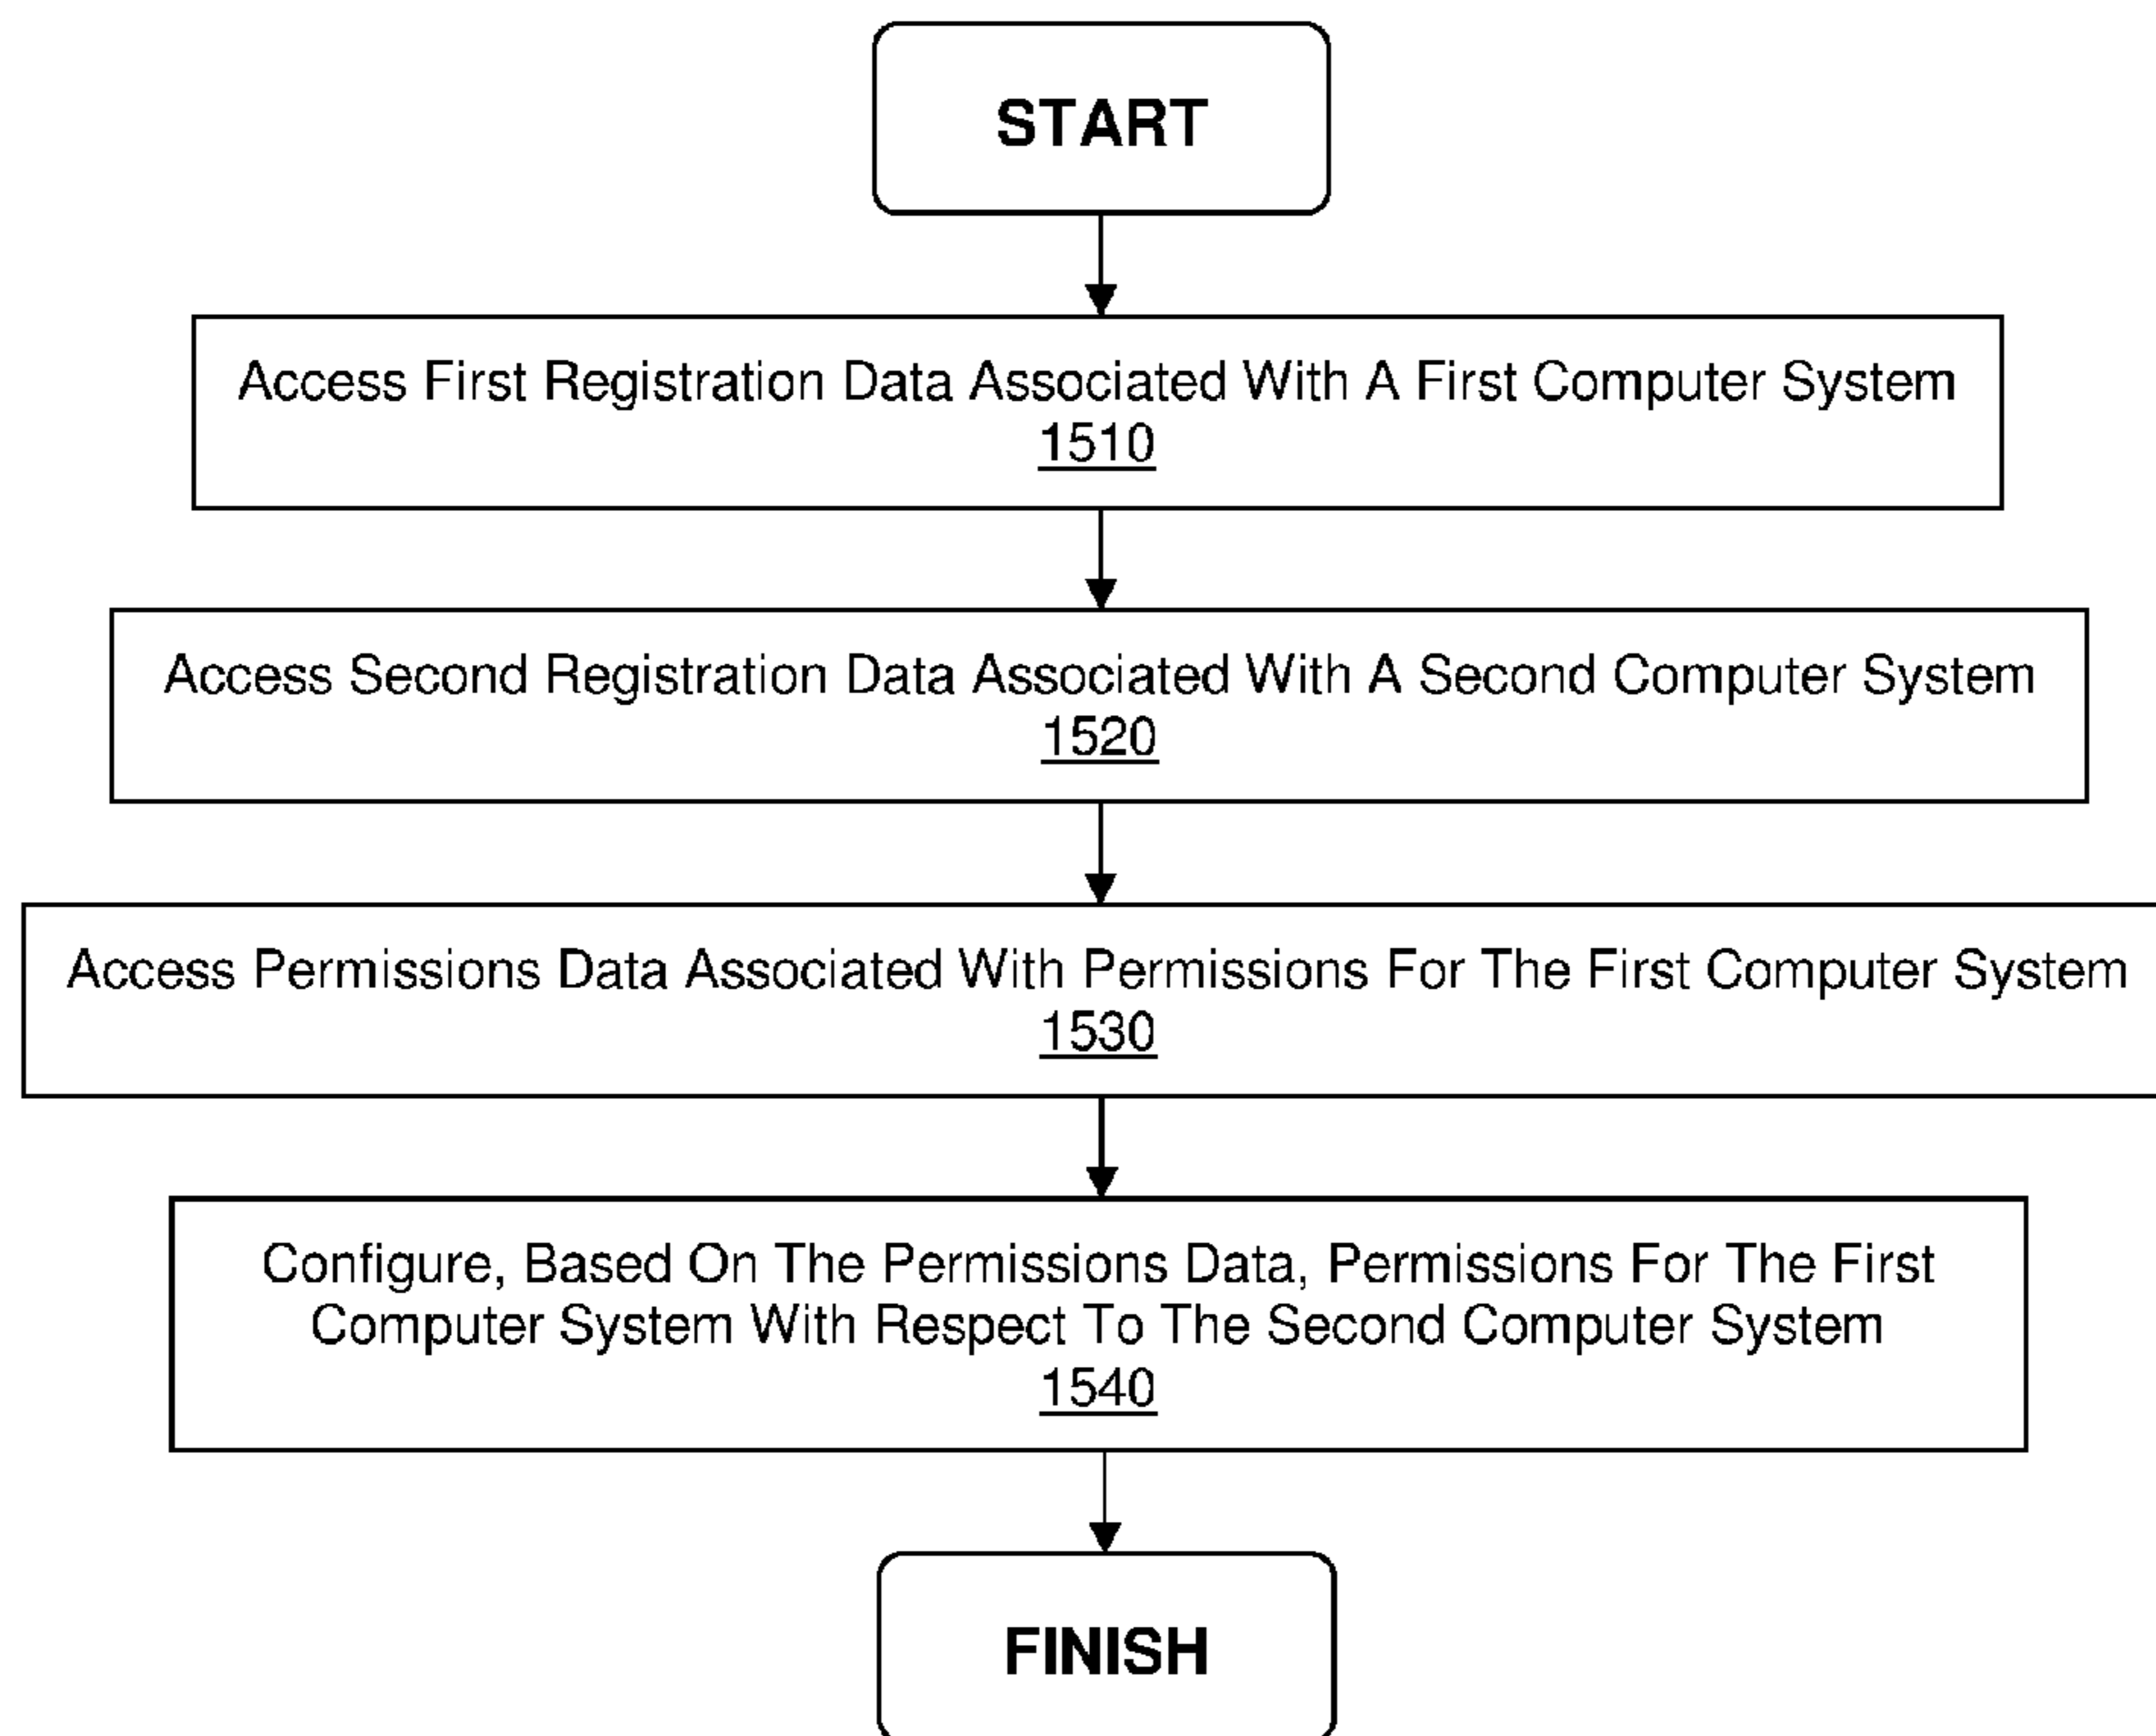 START
Access First Registration Data Associated With A First Computer System
1510
Access Second Registration Data Associated With A Second Computer System
1520
Access Permissions Data Associated With Permissions For The First Computer System
1530
Configure, Based On The Permissions Data, Permissions For The First
Computer System With Respect To The Second Computer System
1540
FINISH